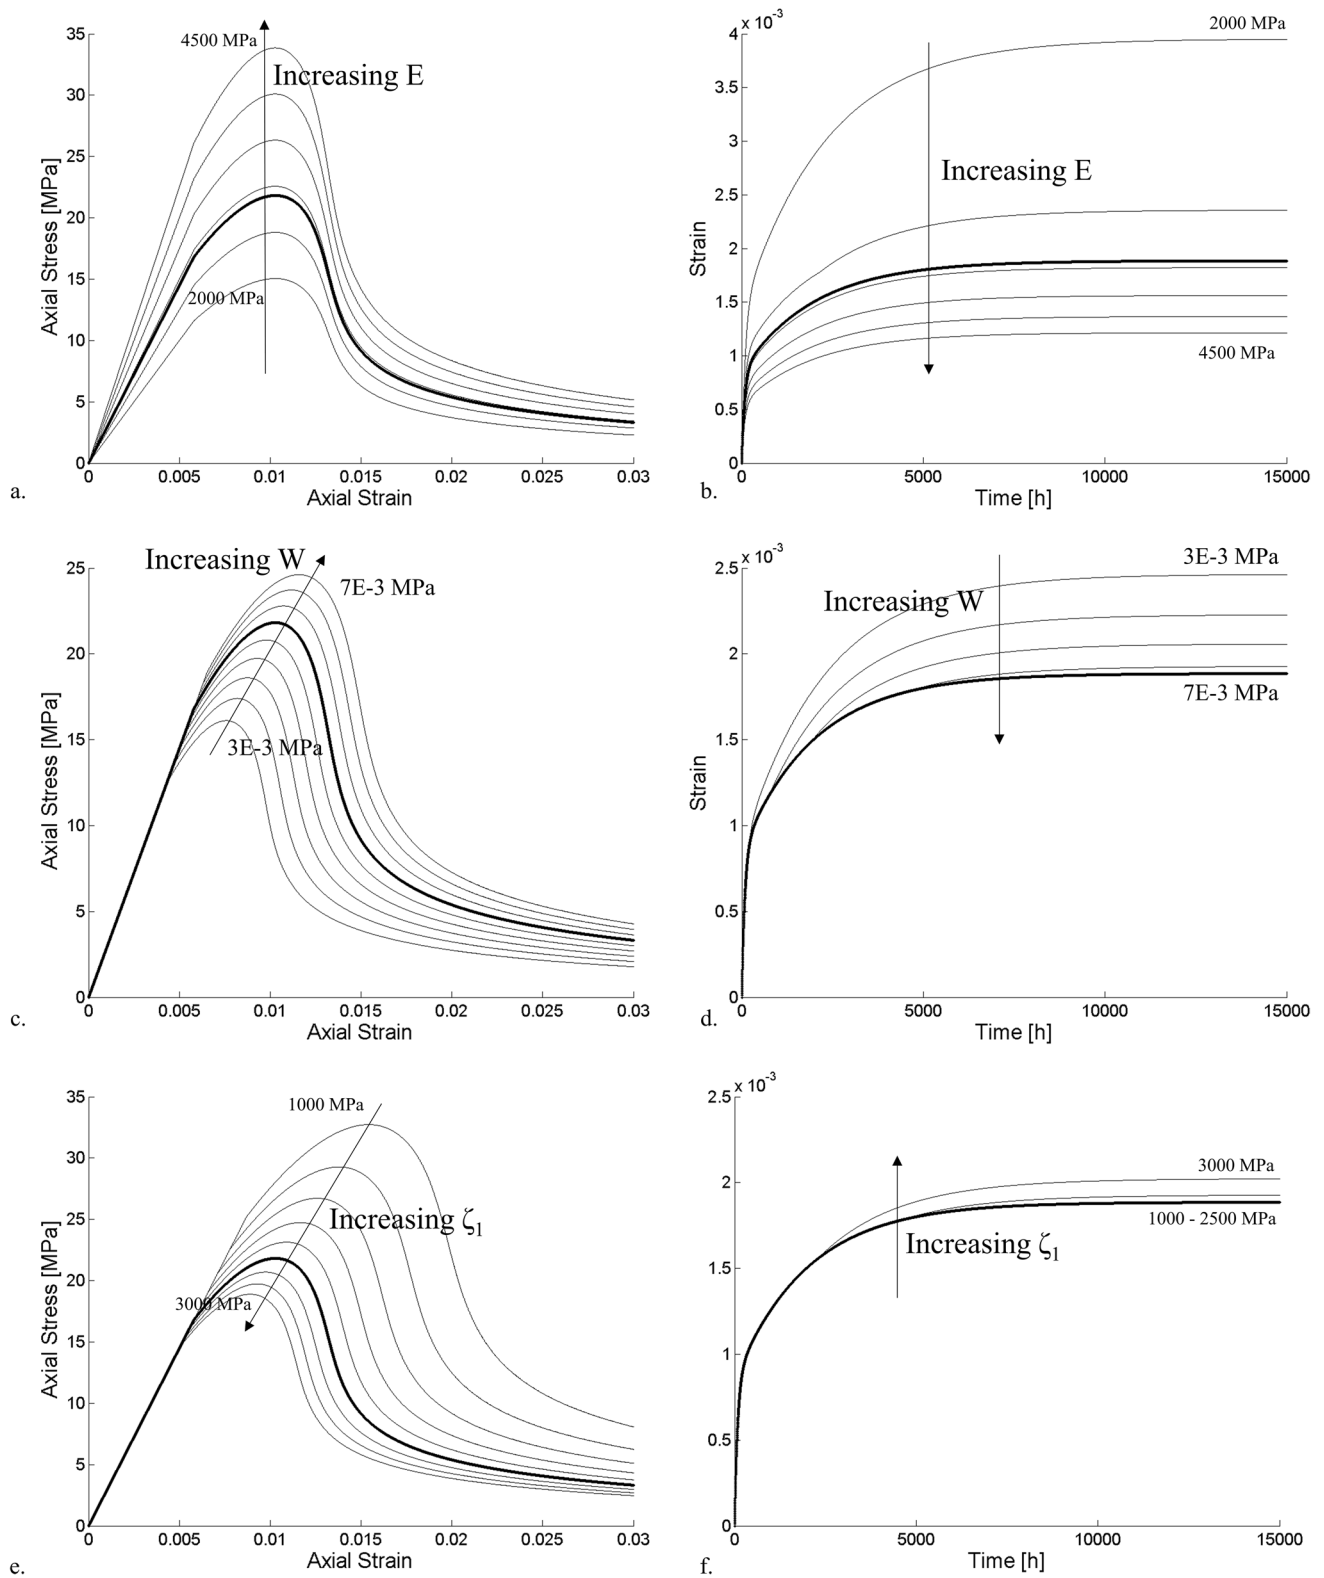 35
30
25
20
15
10
5
0
Axial Stress [MPa]
4500 MPa
Increasing E
2000 MPa
0 0.005 0.01 0.015 0.02 0.025 0.03
Axial Strain
a.
x 10-3
4
3.5
3
2.5
2
1.5
1
0.5
0
Strain
2000 MPa
Increasing E
4500 MPa
0 5000 10000 15000
Time [h]
b.
Increasing W
25
20
15
10
5
0
Axial Stress [MPa]
7E-3 MPa
3E-3 MPa
0 0.005 0.01 0.015 0.02 0.025 0.03
Axial Strain
c.
x 10-3
2.5
2
1.5
1
0.5
0
Strain
3E-3 MPa
Increasing W
7E-3 MPa
0 5000 10000 15000
Time [h]
d.
35
30
25
20
15
10
5
0
Axial Stress [MPa]
1000 MPa
Increasing ζ1
3000 MPa
0 0.005 0.01 0.015 0.02 0.025 0.03
Axial Strain
e.
x 10-3
2.5
2
1.5
1
0.5
0
Strain
3000 MPa
1000 - 2500 MPa
Increasing ζ1
0 5000 10000 15000
Time [h]
f.